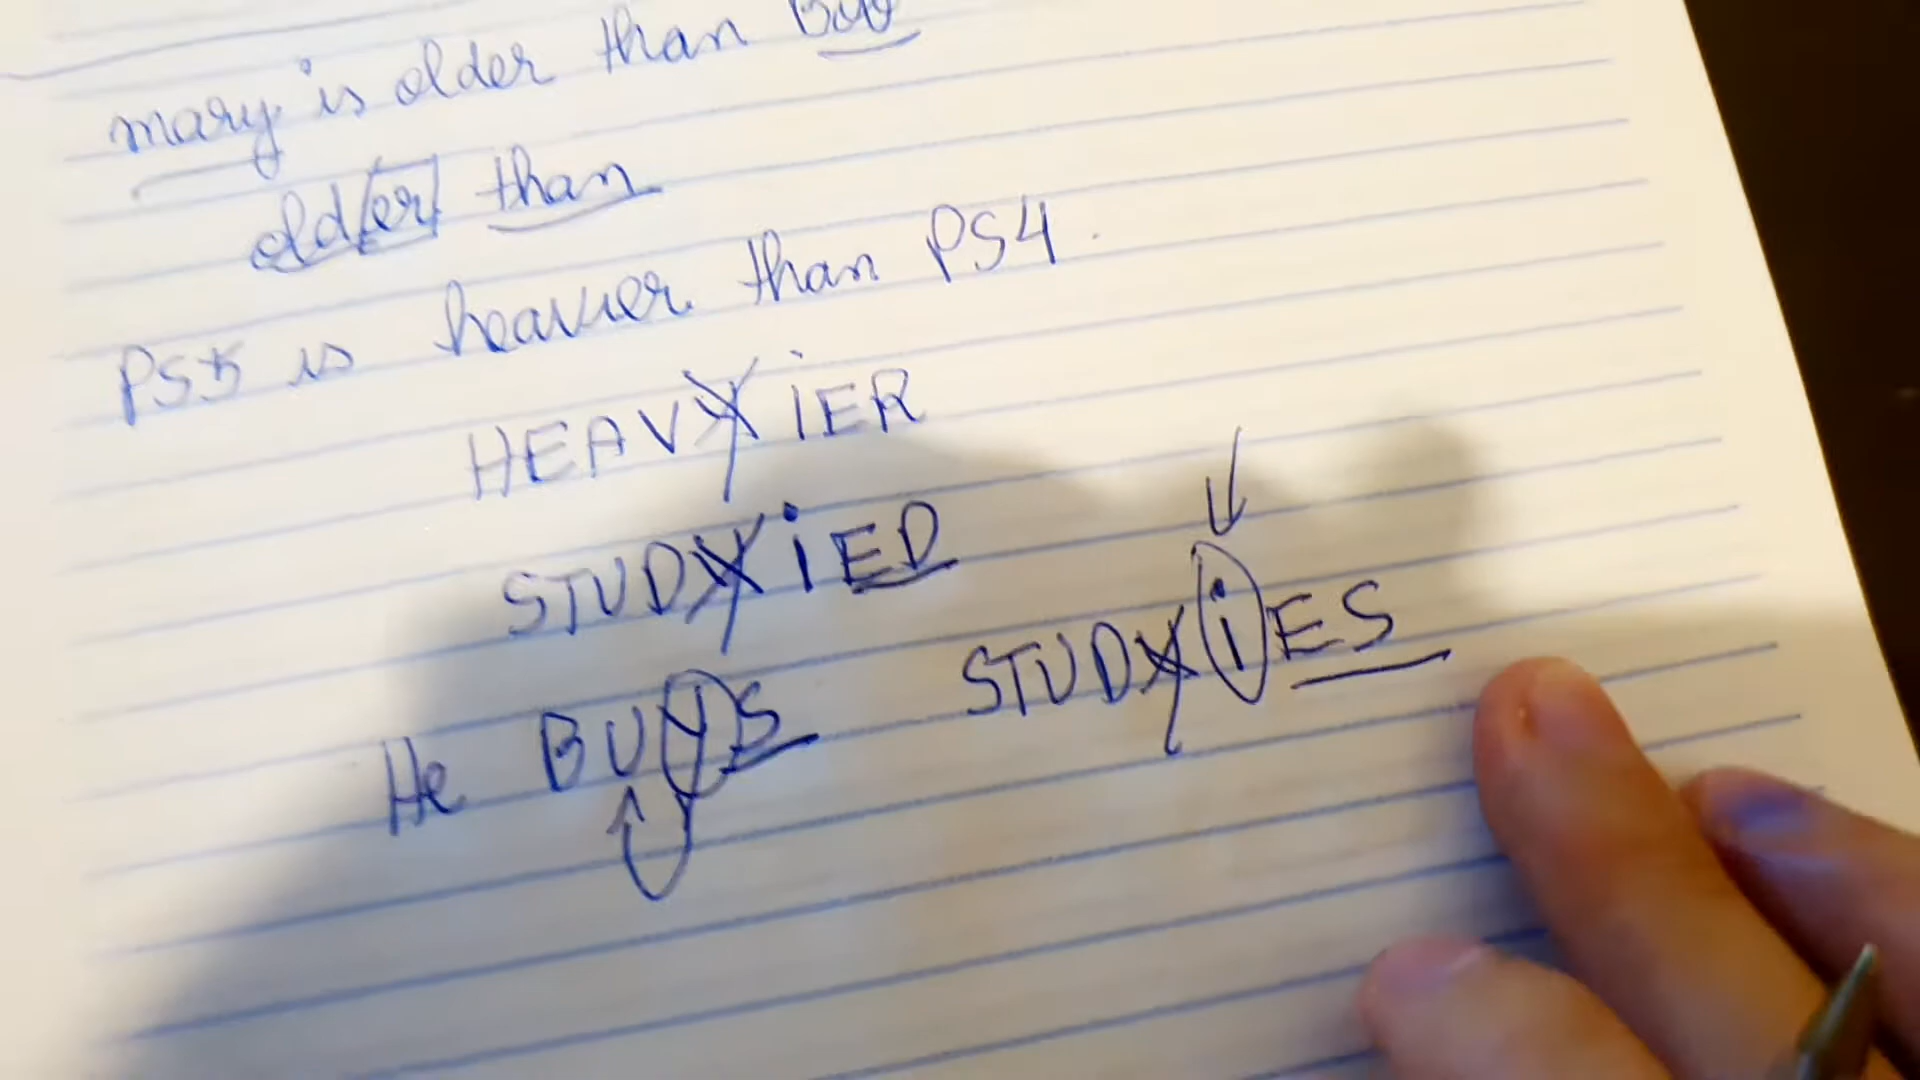 mary is older than Bob
older than
PS5 is heavier than PS4.
HEAVYIER
STUDYIED
He BUYS STUDYIES